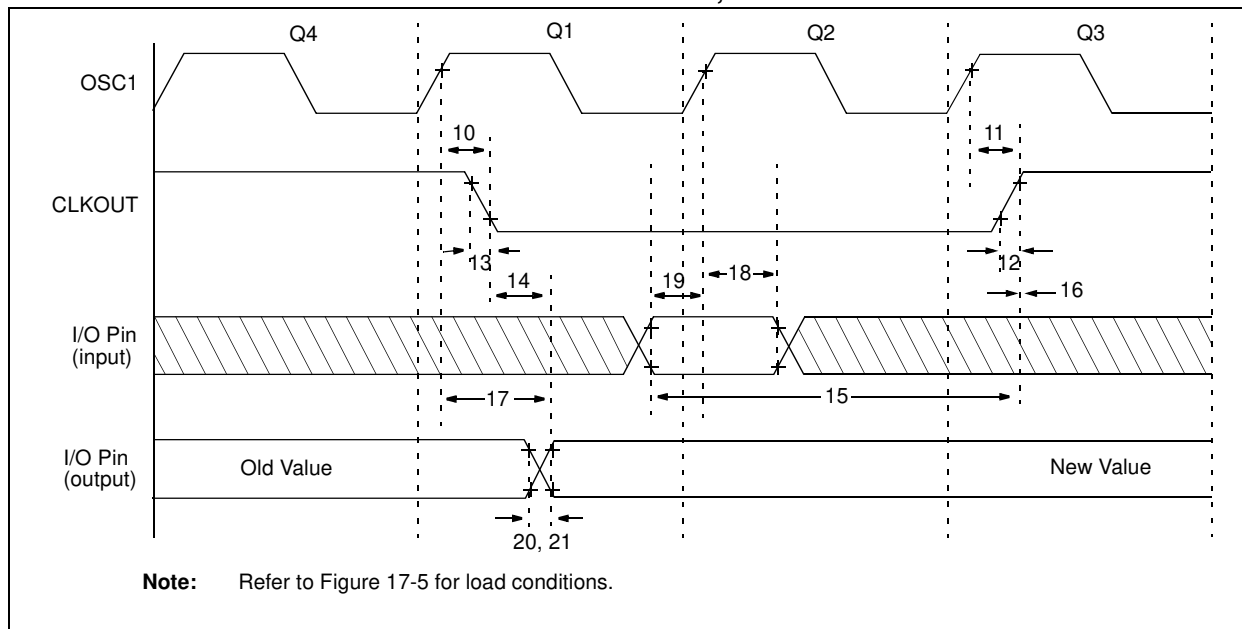 Q4 Q1 Q2 Q3
OSC1
10 11
CLKOUT
13 12
14 19 18 16
I/O Pin
(input)
17 15
I/O Pin
(output)
Old Value New Value
20, 21
Note: Refer to Figure 17-5 for load conditions.